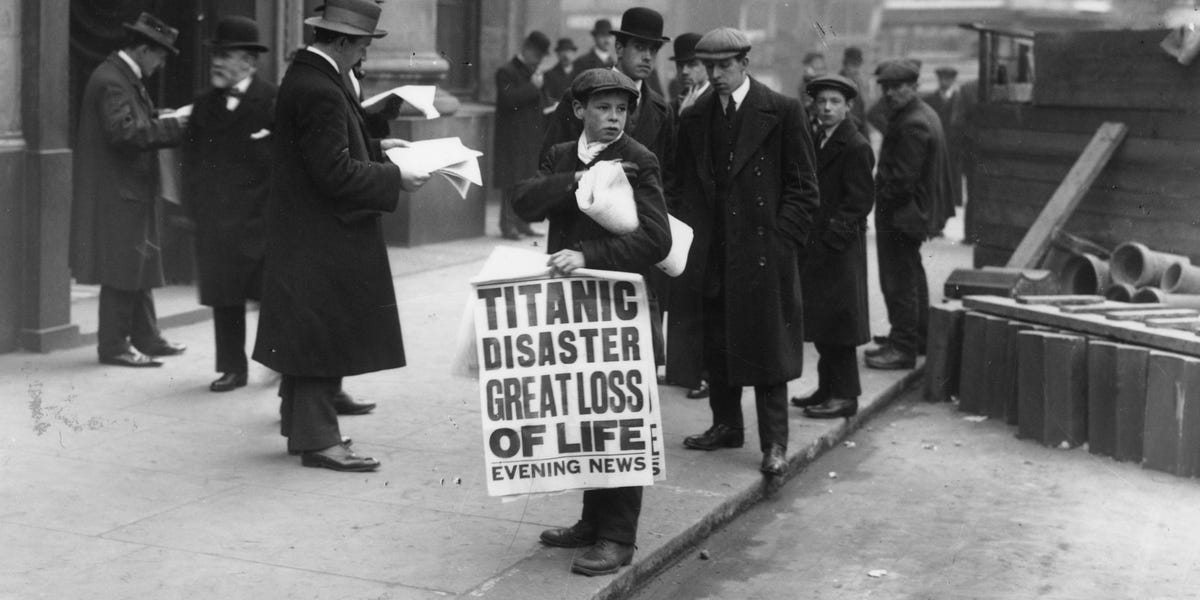 TITANIC
DISASTER
GREAT LOSS
OF LIFE
EVENING NEWS
E
S